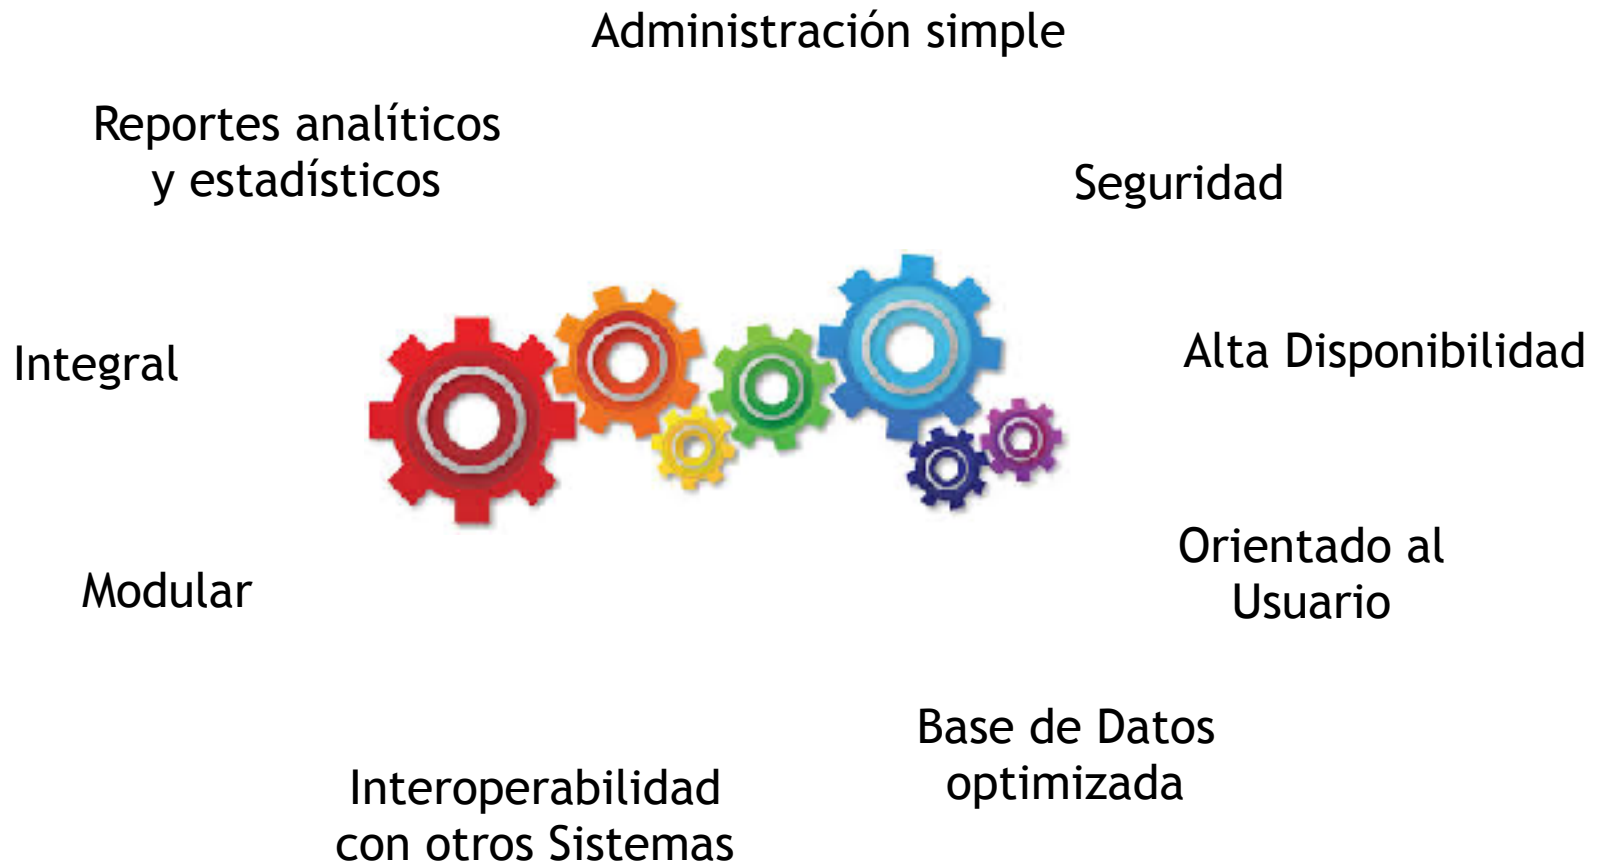 Administración simple
Reportes analíticos
y estadísticos
Seguridad
Integral
Alta Disponibilidad
Modular
Orientado al
Usuario
Base de Datos
optimizada
Interoperabilidad
con otros Sistemas